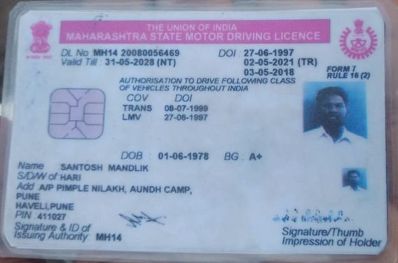 THE UNION OF INDIA
MAHARASHTRA STATE MOTOR DRIVING LICENCE
DL No MH14 20080056469 DOI 27-06-1997
Valid Till : 31-05-2028 (NT) 02-05-2021 (TR)
03-05-2018
FORM 7
RULE 16 (2)
AUTHORISATION TO DRIVE FOLLOWING CLASS
OF VEHICLES THROUGHOUT INDIA
COV DOI
TRANS 08-07-1999
LMV 27-06-1997
DOB 01-06-1978 BG A+
Name SANTOSH MANDLIK
S/D/W of HARI
Add A/P PIMPLE NILAKH, AUNDH CAMP,
PUNE
HAVELI,PUNE
PIN 411027
Signature & ID of
Issuing Authority MH14
Signature/Thumb
Impression of Holder